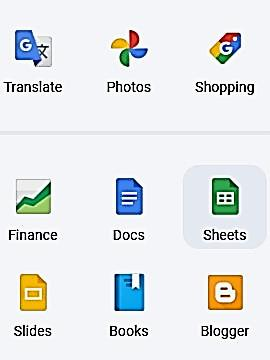 Translate Photos Shopping
Finance Docs Sheets
Slides Books Blogger